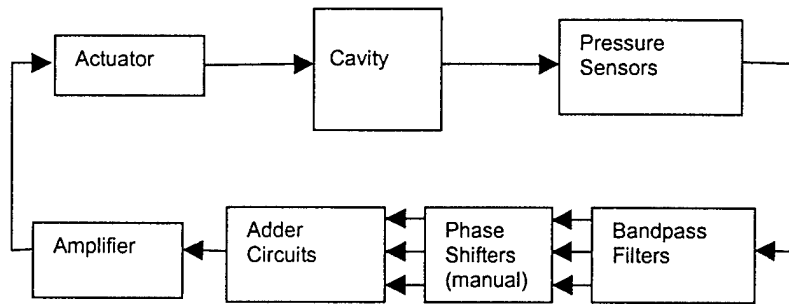 Actuator
Cavity
Pressure
Sensors
Amplifier
Adder
Circuits
Phase
Shifters
(manual)
Bandpass
Filters